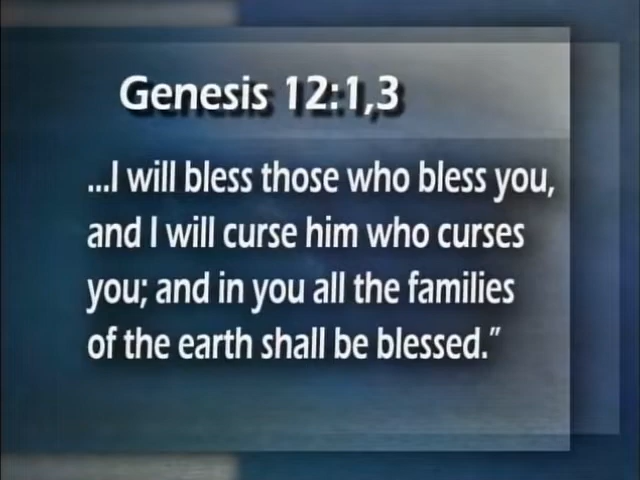 Genesis 12:1,3
...I will bless those who bless you,
and I will curse him who curses
you; and in you all the families
of the earth shall be blessed.”